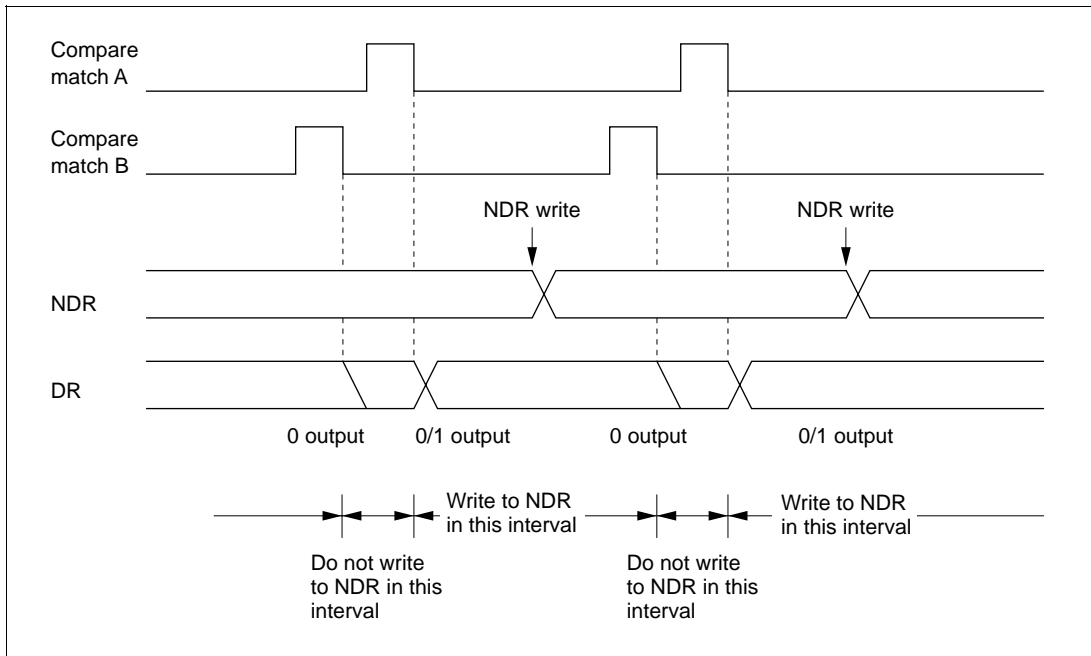 Compare
match A
Compare
match B
NDR write
NDR write
NDR
DR
0 output
0/1 output
0 output
0/1 output
Write to NDR
in this interval
Write to NDR
in this interval
Do not write
to NDR in this
interval
Do not write
to NDR in this
interval